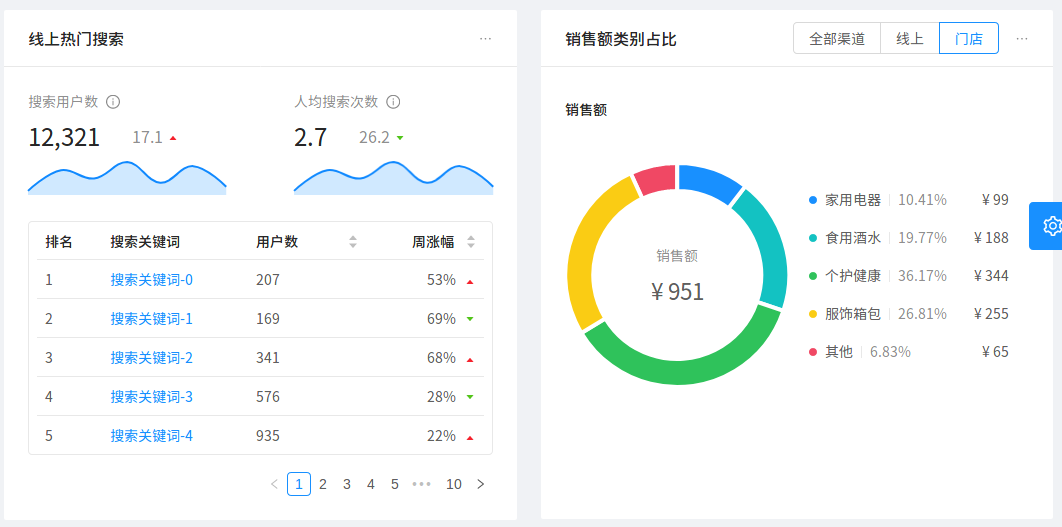 线上热门搜索
搜索用户数
人均搜索次数
12,321 17.1
2.7 26.2
排名 搜索关键词 用户数 周涨幅
1 搜索关键词-0 207 53%
2 搜索关键词-1 169 69%
3 搜索关键词-2 341 68%
4 搜索关键词-3 576 28%
5 搜索关键词-4 935 22%
1 2 3 4 5 ••• 10
销售额类别占比
全部渠道 线上 门店
销售额
销售额
¥ 951
家用电器 10.41% ¥ 99
食用酒水 19.77% ¥ 188
个护健康 36.17% ¥ 344
服饰箱包 26.81% ¥ 255
其他 6.83% ¥ 65